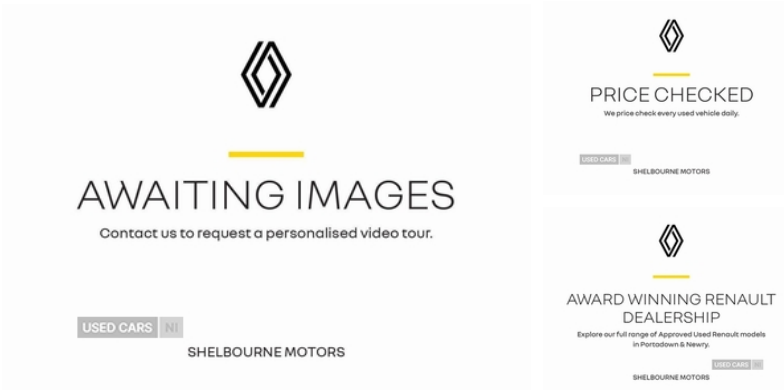 AWAITING IMAGES
Contact us to request a personalised video tour.
USED CARS NI
SHELBOURNE MOTORS
PRICE CHECKED
We price check every used vehicle daily.
USED CARS NI
SHELBOURNE MOTORS
AWARD WINNING RENAULT
DEALERSHIP
Explore our full range of Approved Used Renault models
in Portadown & Newry.
USED CARS NI
SHELBOURNE MOTORS